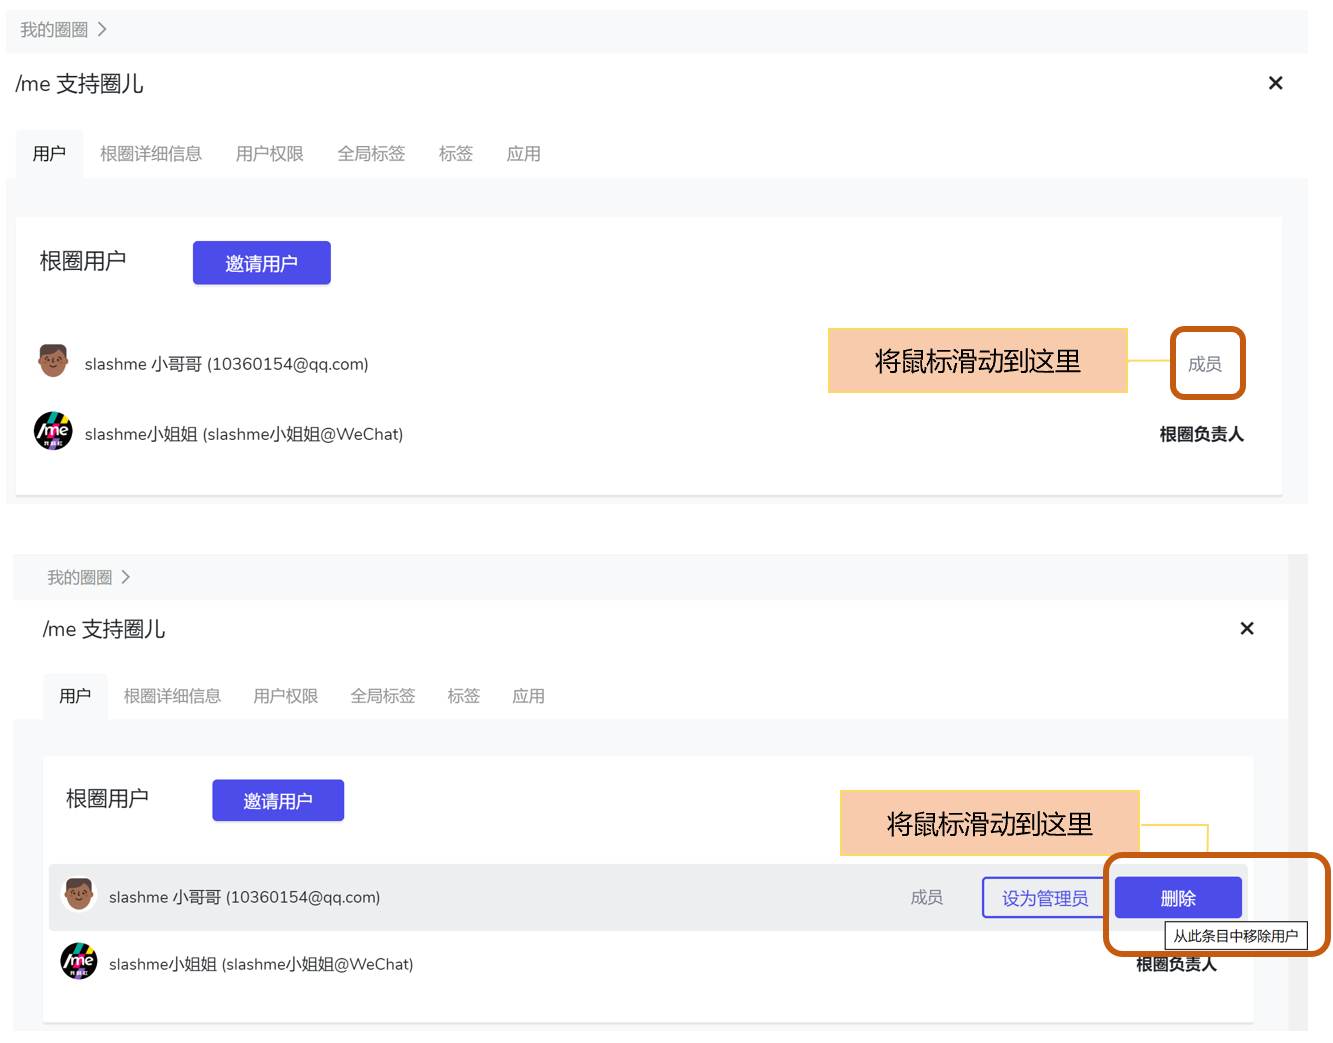 我的圈圈 >
/me 支持圈儿
用户 根圈详细信息 用户权限 全局标签 标签 应用
根圈用户 邀请用户
slashme 小哥哥 (10360154@qq.com) 将鼠标滑动到这里 成员
/me
slashme小姐姐 (slashme小姐姐@WeChat) 根圈负责人
我的圈圈 >
/me 支持圈儿
用户 根圈详细信息 用户权限 全局标签 标签 应用
根圈用户 邀请用户
将鼠标滑动到这里
slashme 小哥哥 (10360154@qq.com) 成员 设为管理员 删除
从此条目中移除用户
/me
slashme小姐姐 (slashme小姐姐@WeChat) 根圈负责人